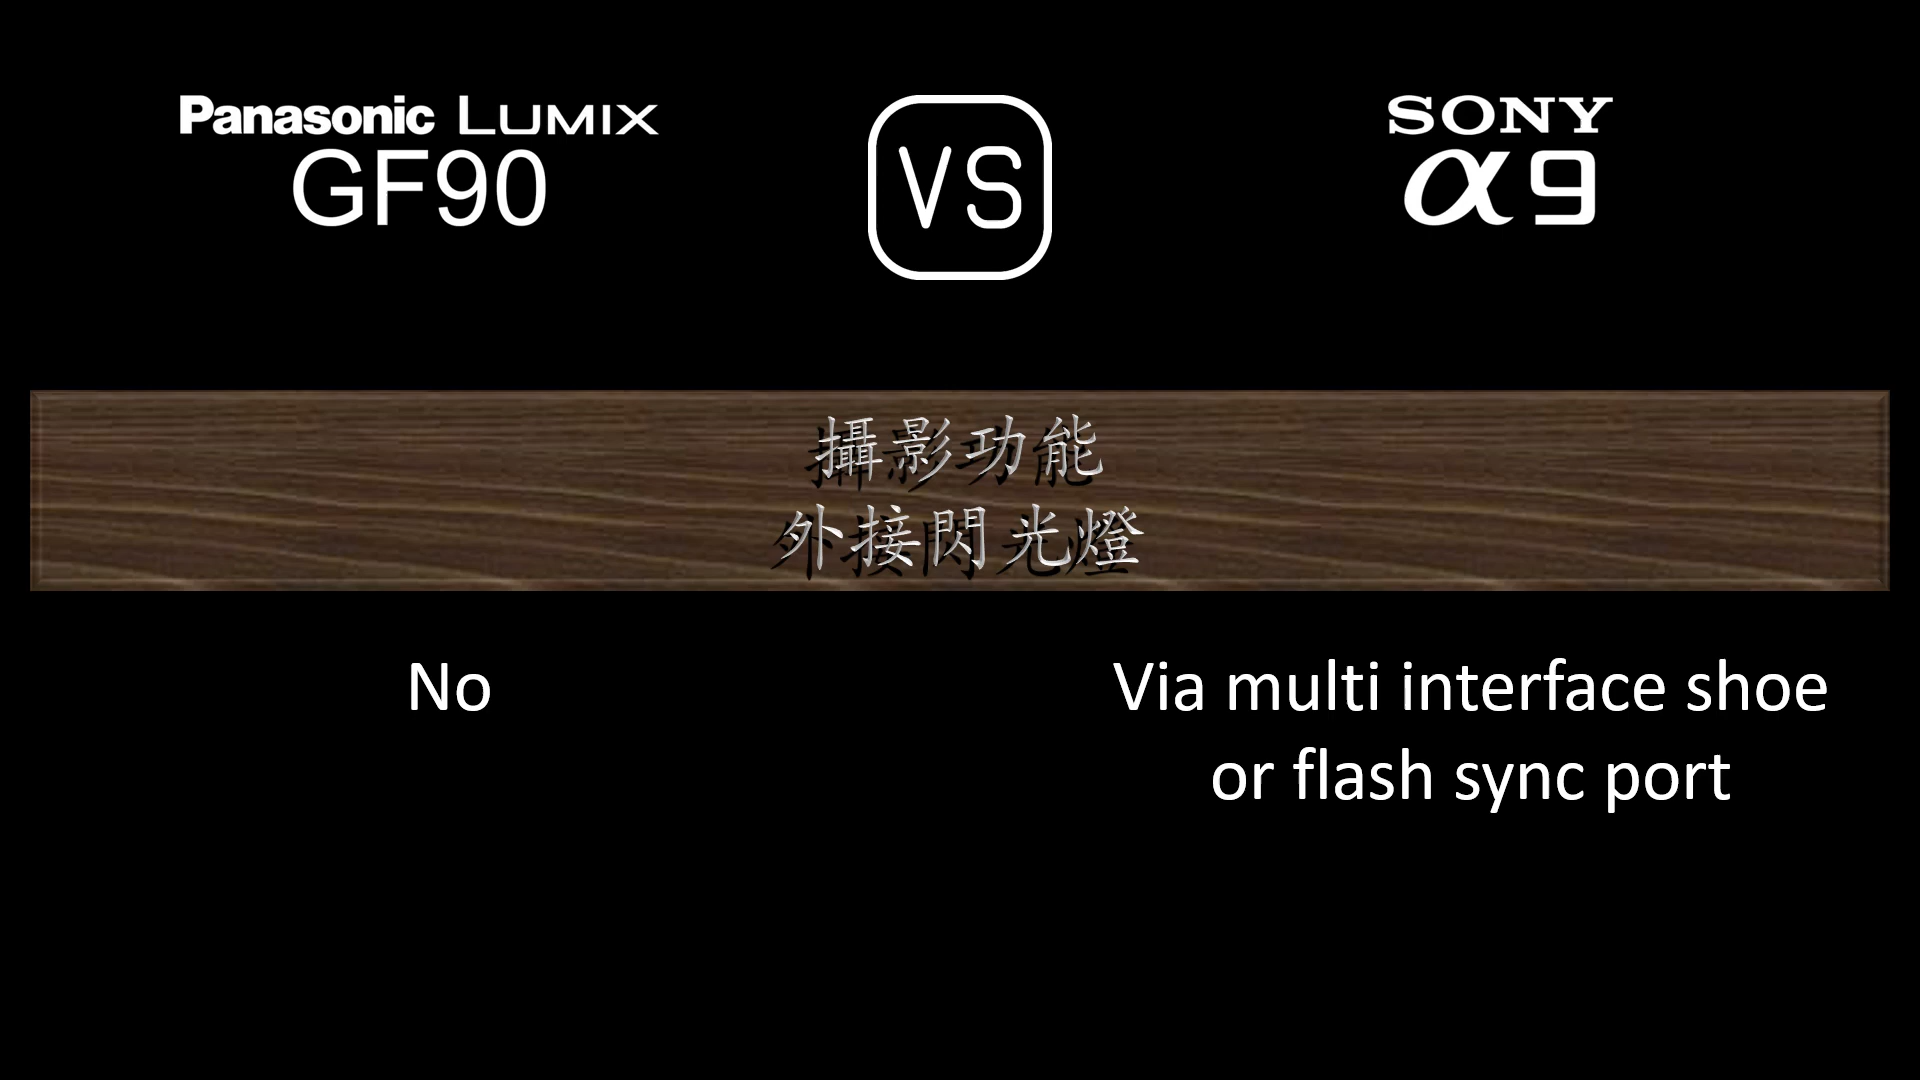 Panasonic LUMIX
GF90
VS
SONY
α9
攝影功能
外接閃光燈
No
Via multi interface shoe
or flash sync port